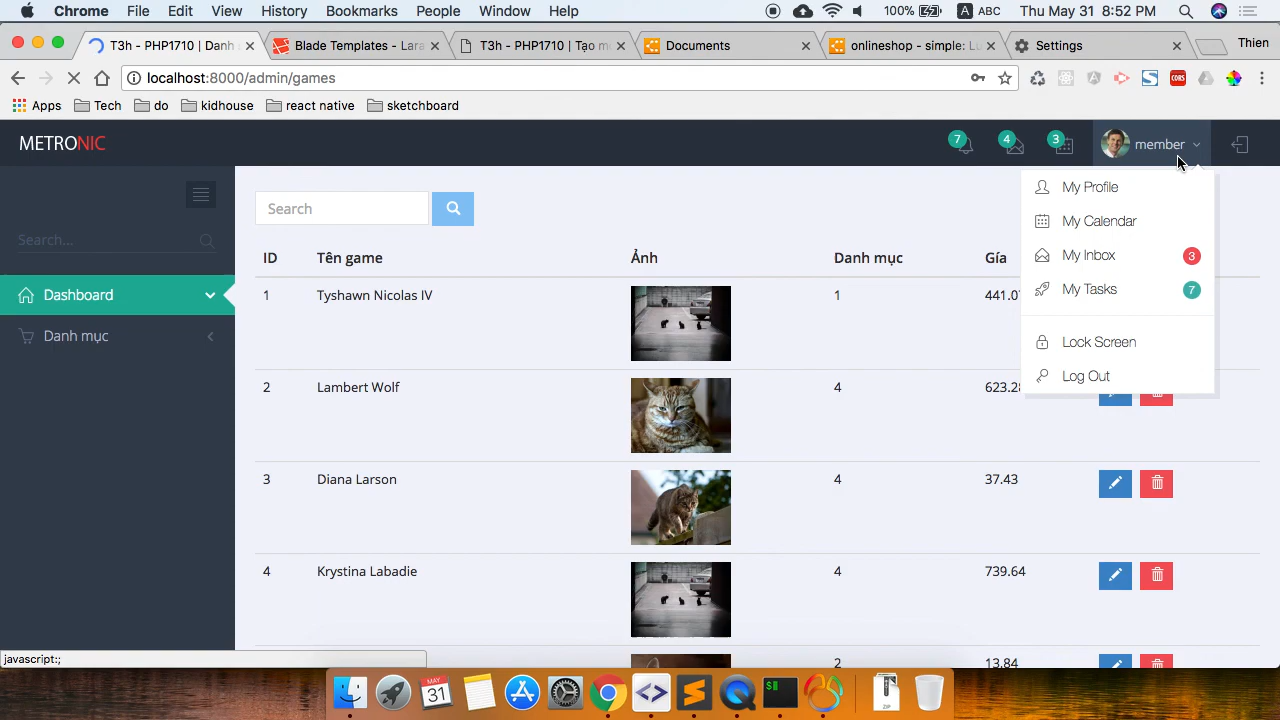 Chrome File Edit View History Bookmarks People Window Help 100% A ABC Thu May 31 8:52 PM
T3h - PHP1710 | Danh Blade Templates - Lara T3h - PHP1710 | Tạo m Documents onlineshop - simple: Lu Settings Thien
localhost:8000/admin/games
Apps Tech do kidhouse react native sketchboard
METRONIC 7 4 3 member
My Profile
Search
Search...
My Calendar
ID Tên game Ảnh Danh mục Gía
My Inbox 3
My Tasks 7
Dashboard
1 Tyshawn Nicolas IV 1
Danh mục
Lock Screen
Log Out
2 Lambert Wolf 4
3 Diana Larson 4 37.43
4 Krystina Labadie 4 739.64
2 13.84
javascript:;
MAY
31
ZIP